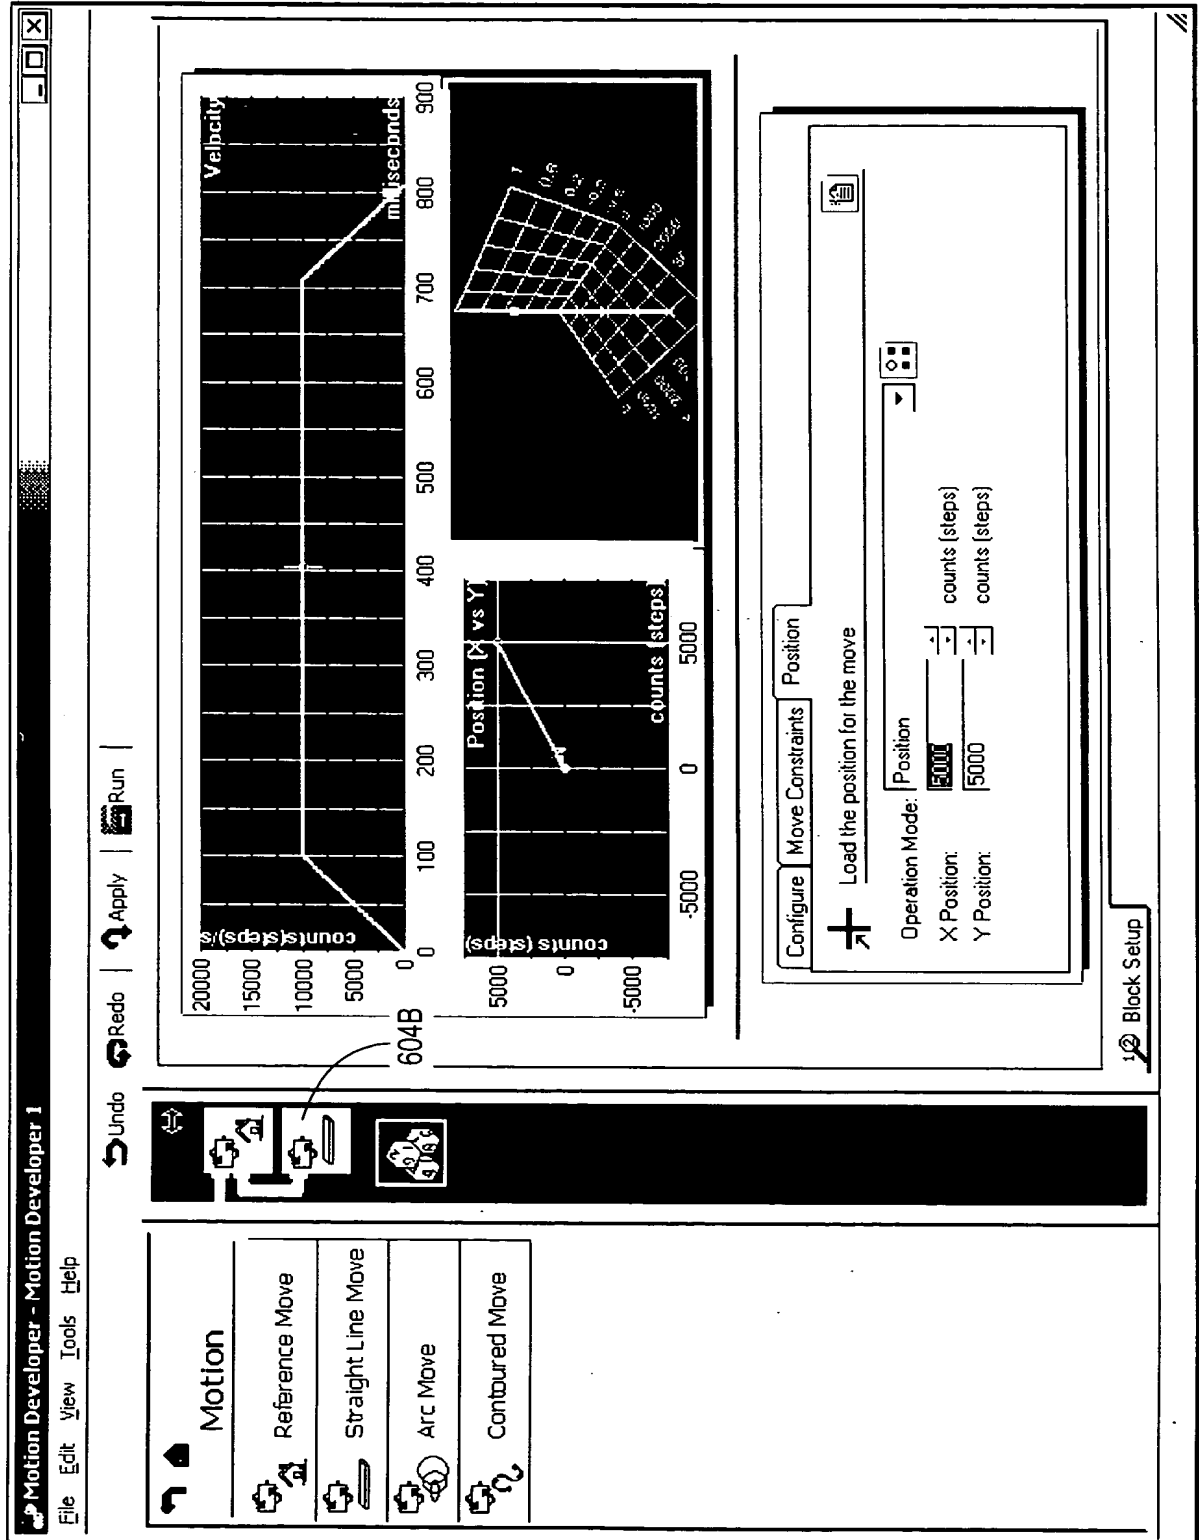 Motion Developer - Motion Developer 1
File Edit View Tools Help
Undo Redo Apply Run
Motion
Reference Move
Straight Line Move
Arc Move
Contoured Move
604B
Velocity
counts(steps)/s
20000
15000
10000
5000
0
miliseconds
0 100 200 300 400 500 600 700 800 900
Position (X vs Y)
counts (steps)
5000
0
-5000
counts (steps)
-5000 0 5000
Configure Move Constraints Position
Load the position for the move
Operation Mode: Position
X Position: 5000 counts (steps)
Y Position: 5000 counts (steps)
Block Setup